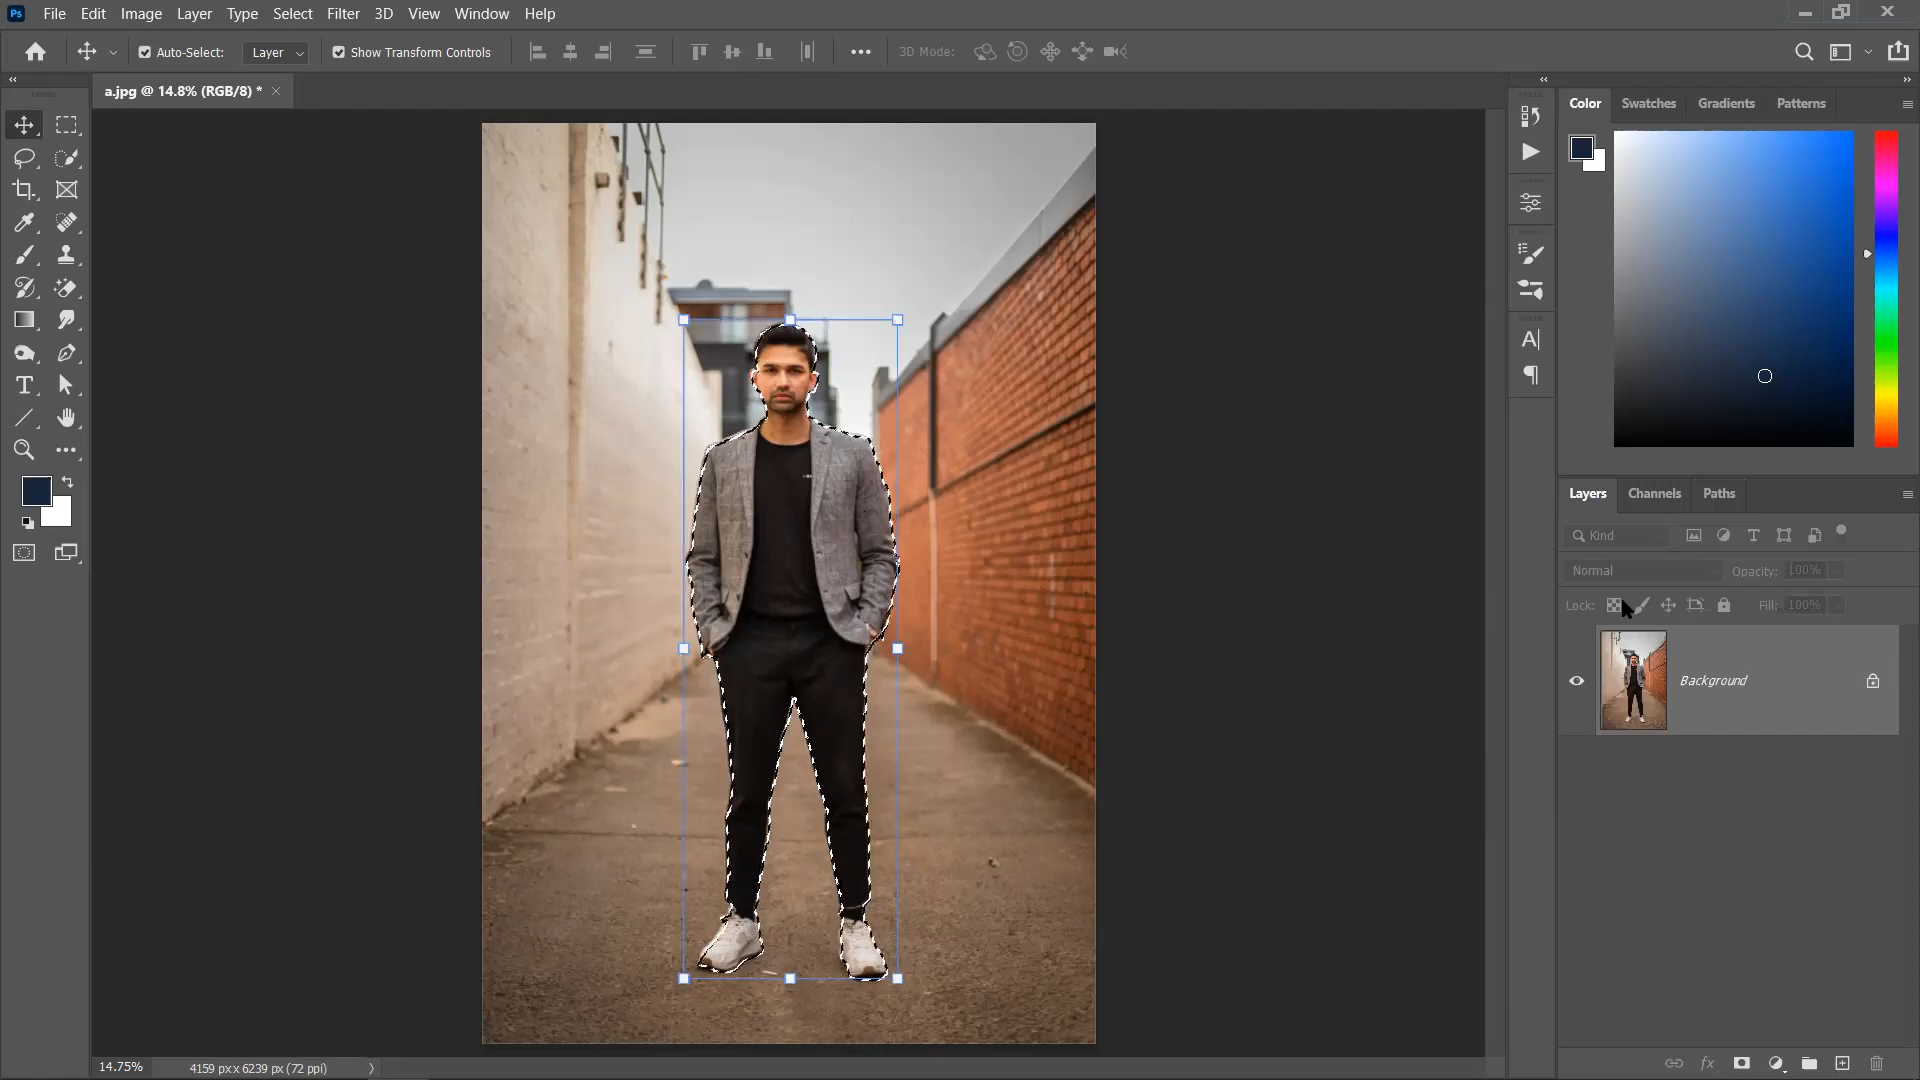 Ps File Edit Image Layer Type Select Filter 3D View Window Help
Auto-Select: Layer Show Transform Controls 3D Mode:
a.jpg @ 14.8% (RGB/8) *
Color Swatches Gradients Patterns
Layers Channels Paths
Kind
Normal Opacity: 100%
Lock: Fill: 100%
Background
14.75% 4159 px x 6239 px (72 ppi)